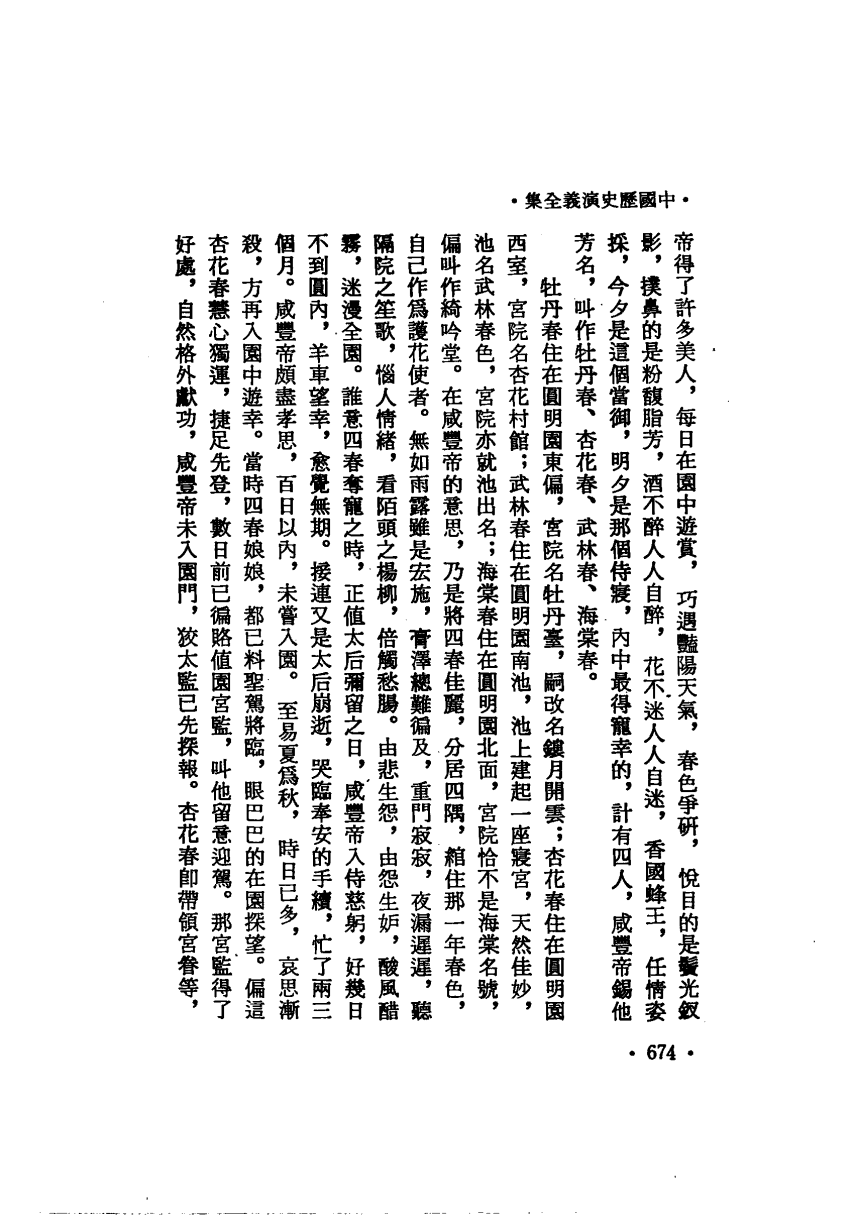 •中國歷史演義全集•
帝得了許多美人，每日在園中遊賞，巧遇豔陽天氣，春色爭妍，悅目的是鬢光釵
影，撲鼻的是粉馥脂芳，酒不醉人人自醉，花不迷人人自迷，香國蜂王，任情姿
採，今夕是這個當御，明夕是那個侍寢，內中最得寵幸的，計有四人，咸豐帝錫他
芳名，叫作牡丹春、杏花春、武林春、海棠春。
牡丹春住在圓明園東偏，宮院名牡丹臺，嗣改名鏤月開雲；杏花春住在圓明園
西室，宮院名杏花村館；武林春住在圓明園南池，池上建起一座寢宮，天然佳妙，
池名武林春色，宮院亦就池出名；海棠春住在圓明園北面，宮院恰不是海棠名號，
偏叫作綺吟堂。在咸豐帝的意思，乃是將四春佳麗，分居四隅，綰住那一年春色，
自己作爲護花使者。無如雨露雖是宏施，膏澤總難徧及，重門寂寂，夜漏遲遲，聽
隔院之笙歌，惱人情緒，看陌頭之楊柳，倍觸愁腸。由悲生怨，由怨生妒，酸風醋
霧，迷漫全園。誰意四春奪寵之時，正值太后彌留之日，咸豐帝入侍慈躬，好幾日
不到園內，羊車望幸，愈覺無期。接連又是太后崩逝，哭臨奉安的手續，忙了兩三
個月。咸豐帝頗盡孝思，百日以內，未嘗入園。至易夏爲秋，時日已多，哀思漸
殺，方再入園中遊幸。當時四春娘娘，都已料聖駕將臨，眼巴巴的在園探望。偏這
杏花春慧心獨運，捷足先登，數日前已徧賂值園宮監，叫他留意迎駕。那宮監得了
好處，自然格外獻功，咸豐帝未入園門，狡太監已先探報。杏花春卽帶領宮眷等，
•674•